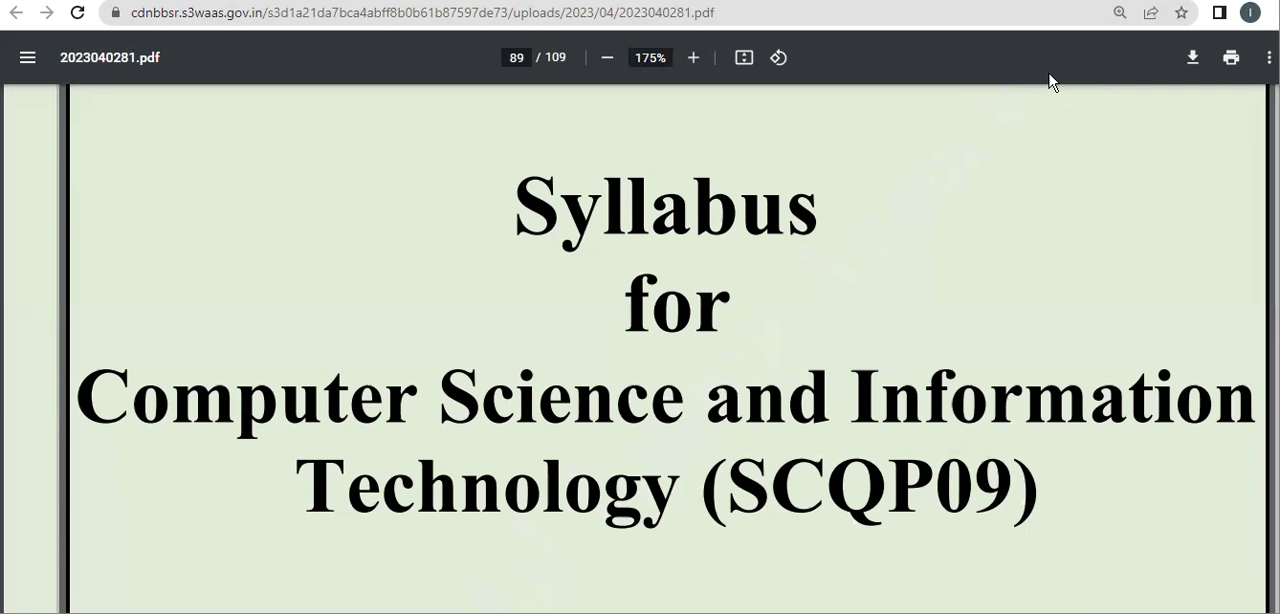 cdnbbsr.s3waas.gov.in/s3d1a21da7bca4abff8b0b61b87597de73/uploads/2023/04/2023040281.pdf
I
2023040281.pdf
89 / 109
175%
Syllabus
for
Computer Science and Information
Technology (SCQP09)